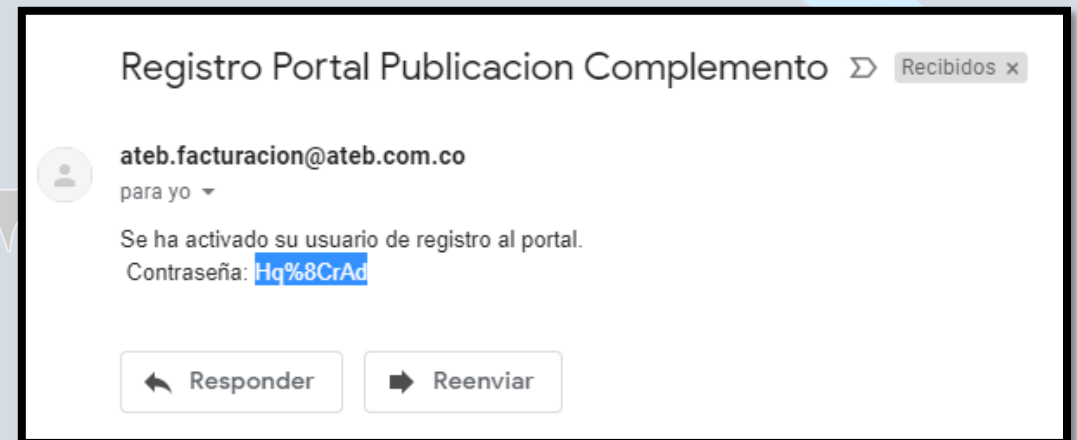 Registro Portal Publicacion Complemento Recibidos x
ateb.facturacion@ateb.com.co
para yo
Se ha activado su usuario de registro al portal.
Contraseña: Hq%8CrAd
Responder Reenviar